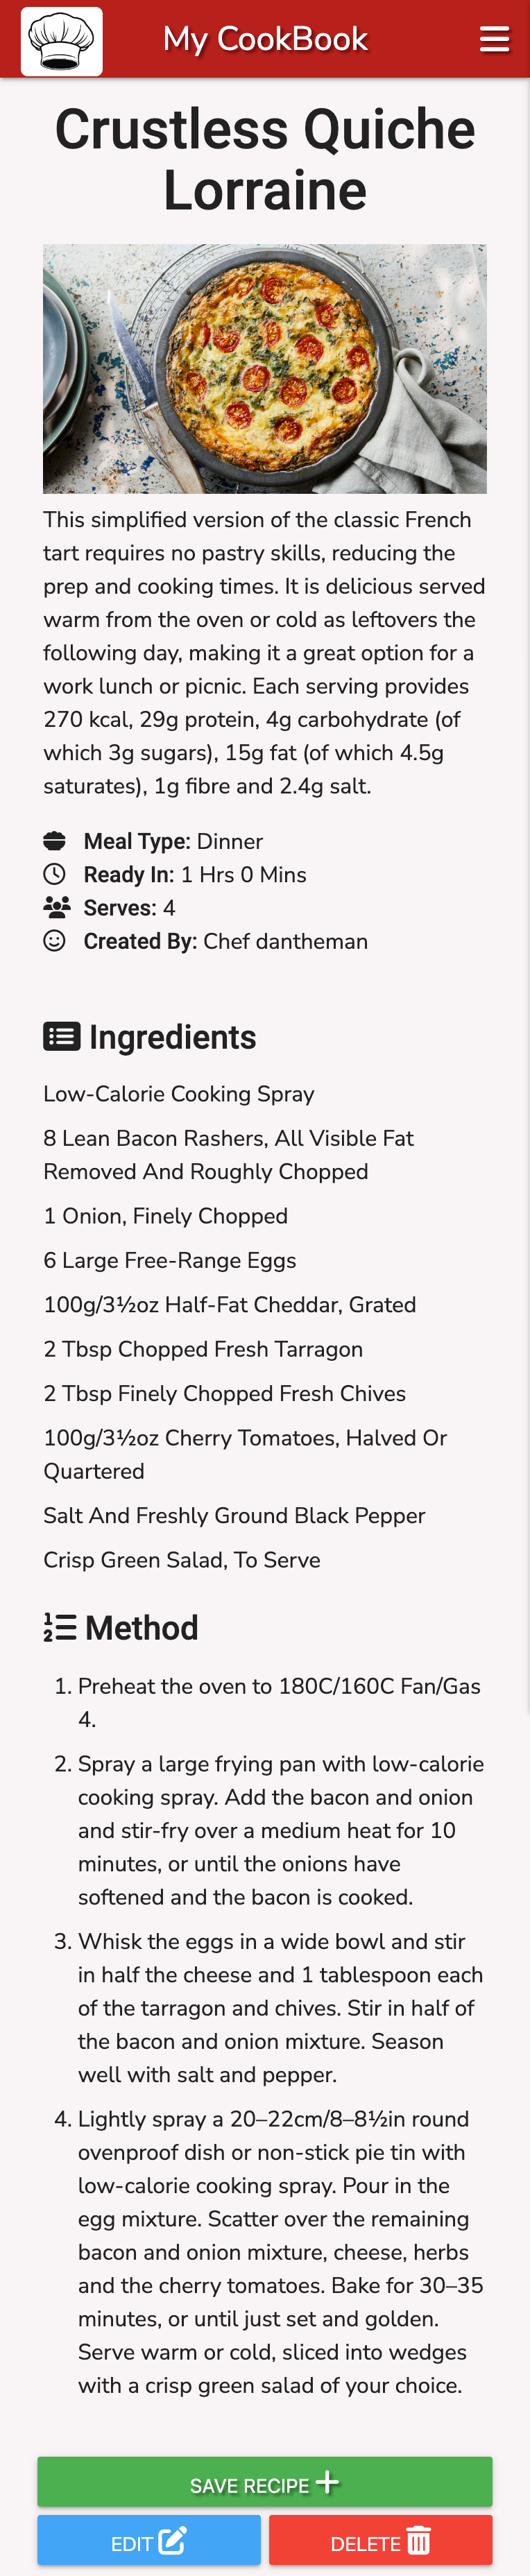 My CookBook
Crustless Quiche
Lorraine
This simplified version of the classic French
tart requires no pastry skills, reducing the
prep and cooking times. It is delicious served
warm from the oven or cold as leftovers the
following day, making it a great option for a
work lunch or picnic. Each serving provides
270 kcal, 29g protein, 4g carbohydrate (of
which 3g sugars), 15g fat (of which 4.5g
saturates), 1g fibre and 2.4g salt.
Meal Type: Dinner
Ready In: 1 Hrs 0 Mins
Serves: 4
Created By: Chef dantheman
Ingredients
Low-Calorie Cooking Spray
8 Lean Bacon Rashers, All Visible Fat
Removed And Roughly Chopped
1 Onion, Finely Chopped
6 Large Free-Range Eggs
100g/3½oz Half-Fat Cheddar, Grated
2 Tbsp Chopped Fresh Tarragon
2 Tbsp Finely Chopped Fresh Chives
100g/3½oz Cherry Tomatoes, Halved Or
Quartered
Salt And Freshly Ground Black Pepper
Crisp Green Salad, To Serve
Method
1. Preheat the oven to 180C/160C Fan/Gas
4.
2. Spray a large frying pan with low-calorie
cooking spray. Add the bacon and onion
and stir-fry over a medium heat for 10
minutes, or until the onions have
softened and the bacon is cooked.
3. Whisk the eggs in a wide bowl and stir
in half the cheese and 1 tablespoon each
of the tarragon and chives. Stir in half of
the bacon and onion mixture. Season
well with salt and pepper.
4. Lightly spray a 20–22cm/8–8½in round
ovenproof dish or non-stick pie tin with
low-calorie cooking spray. Pour in the
egg mixture. Scatter over the remaining
bacon and onion mixture, cheese, herbs
and the cherry tomatoes. Bake for 30–35
minutes, or until just set and golden.
Serve warm or cold, sliced into wedges
with a crisp green salad of your choice.
SAVE RECIPE
EDIT
DELETE